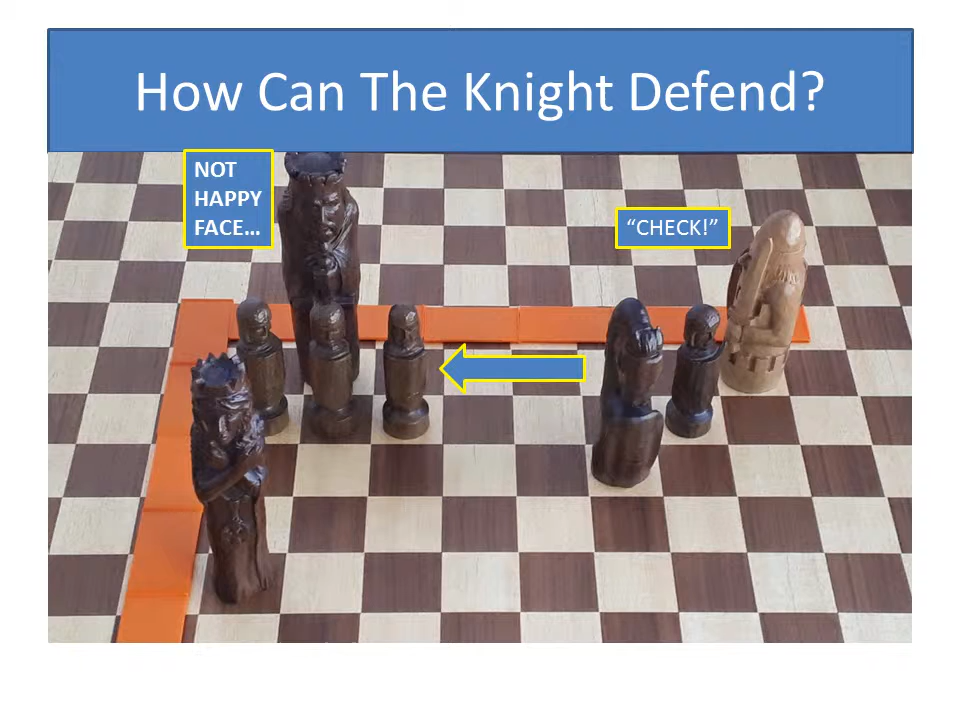 How Can The Knight Defend?
NOT
HAPPY
FACE…
“CHECK!”